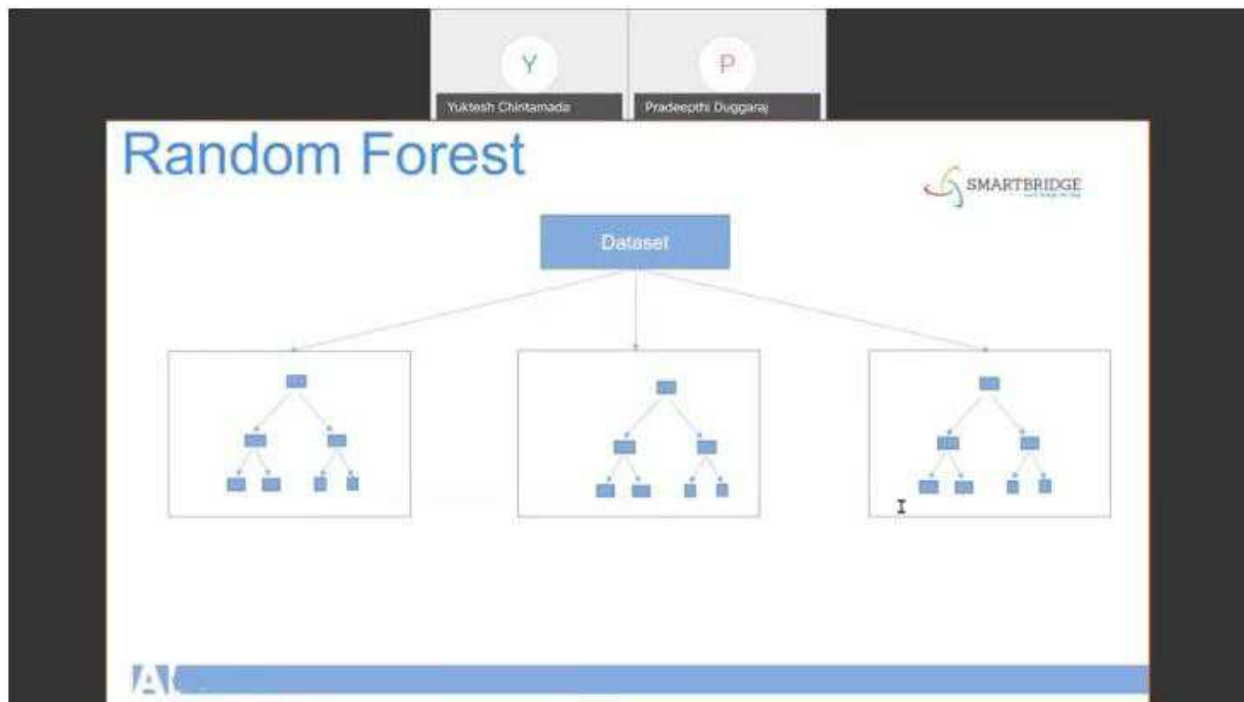 Y
P
Yuktesh Chintamada
Pradeepthi Duggaraj
Random Forest
SMARTBRIDGE
Dataset